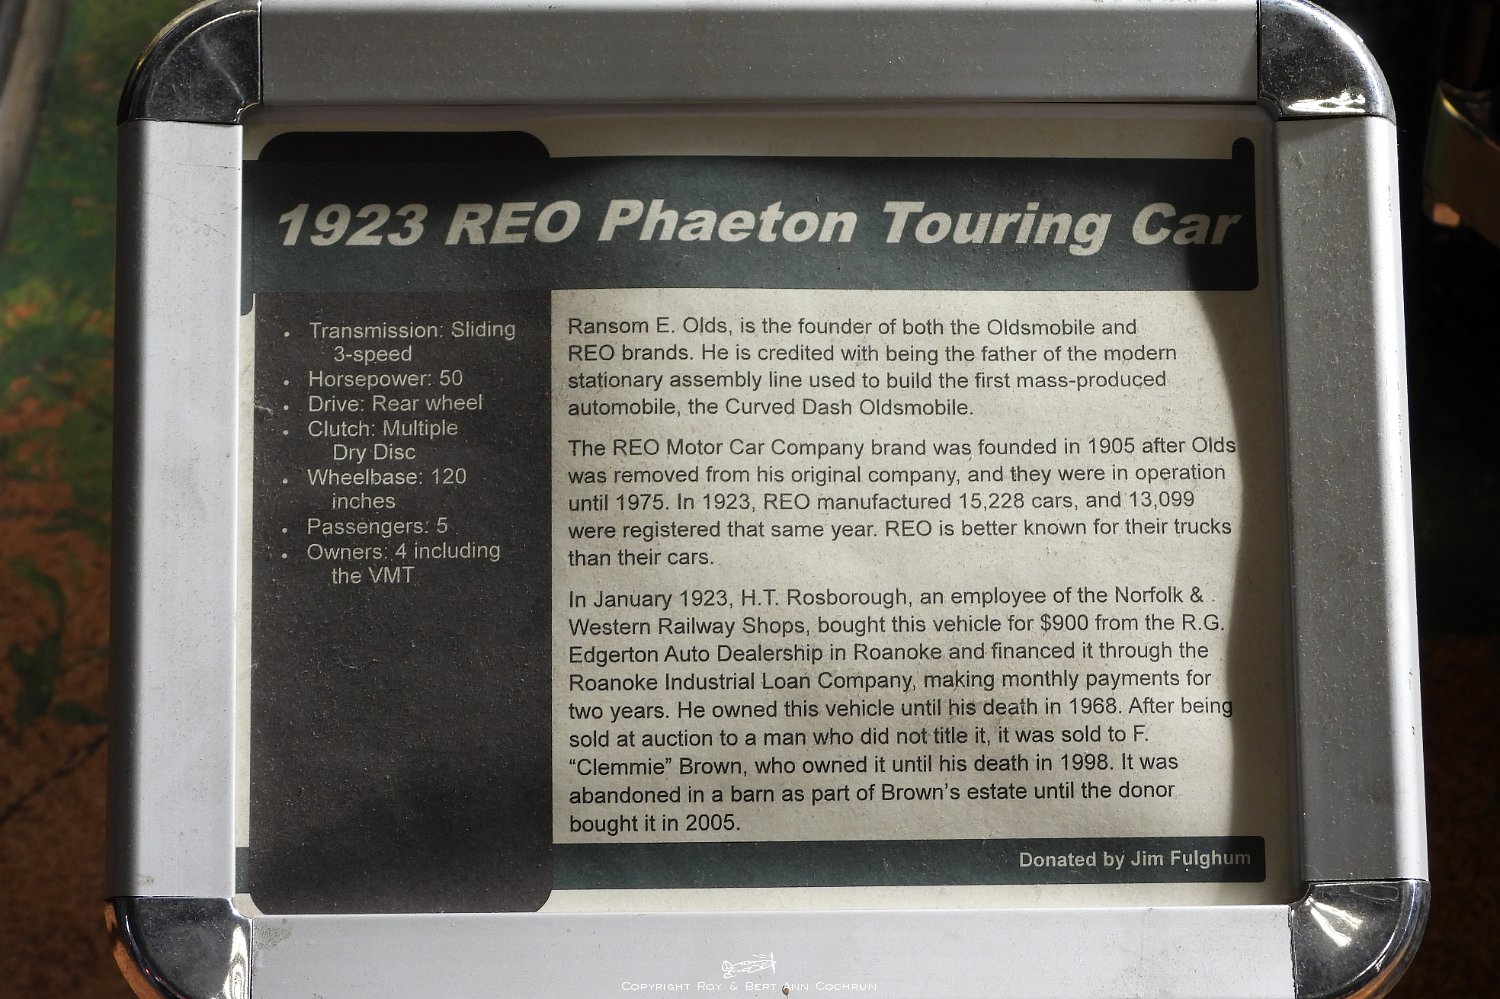 1923 REO Phaeton Touring Car
• Transmission: Sliding
3-speed
• Horsepower: 50
• Drive: Rear wheel
• Clutch: Multiple
Dry Disc
• Wheelbase: 120
inches
• Passengers: 5
• Owners: 4 including
the VMT
Ransom E. Olds, is the founder of both the Oldsmobile and
REO brands. He is credited with being the father of the modern
stationary assembly line used to build the first mass-produced
automobile, the Curved Dash Oldsmobile.
The REO Motor Car Company brand was founded in 1905 after Olds
was removed from his original company, and they were in operation
until 1975. In 1923, REO manufactured 15,228 cars, and 13,099
were registered that same year. REO is better known for their trucks
than their cars.
In January 1923, H.T. Rosborough, an employee of the Norfolk &
Western Railway Shops, bought this vehicle for $900 from the R.G.
Edgerton Auto Dealership in Roanoke and financed it through the
Roanoke Industrial Loan Company, making monthly payments for
two years. He owned this vehicle until his death in 1968. After being
sold at auction to a man who did not title it, it was sold to F.
“Clemmie” Brown, who owned it until his death in 1998. It was
abandoned in a barn as part of Brown’s estate until the donor
bought it in 2005.
Donated by Jim Fulghum
Copyright Roy & Bert Ann Cochrun